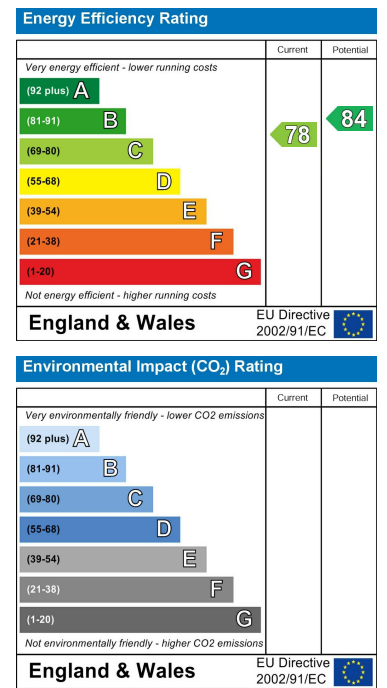 Energy Efficiency Rating
Current Potential
Very energy efficient - lower running costs
(92 plus) A
(81-91) B
(69-80) C
(55-68) D
(39-54) E
(21-38) F
(1-20) G
78
84
Not energy efficient - higher running costs
England & Wales
EU Directive
2002/91/EC
Environmental Impact (CO₂) Rating
Current Potential
Very environmentally friendly - lower CO2 emissions
(92 plus) A
(81-91) B
(69-80) C
(55-68) D
(39-54) E
(21-38) F
(1-20) G
Not environmentally friendly - higher CO2 emissions
England & Wales
EU Directive
2002/91/EC